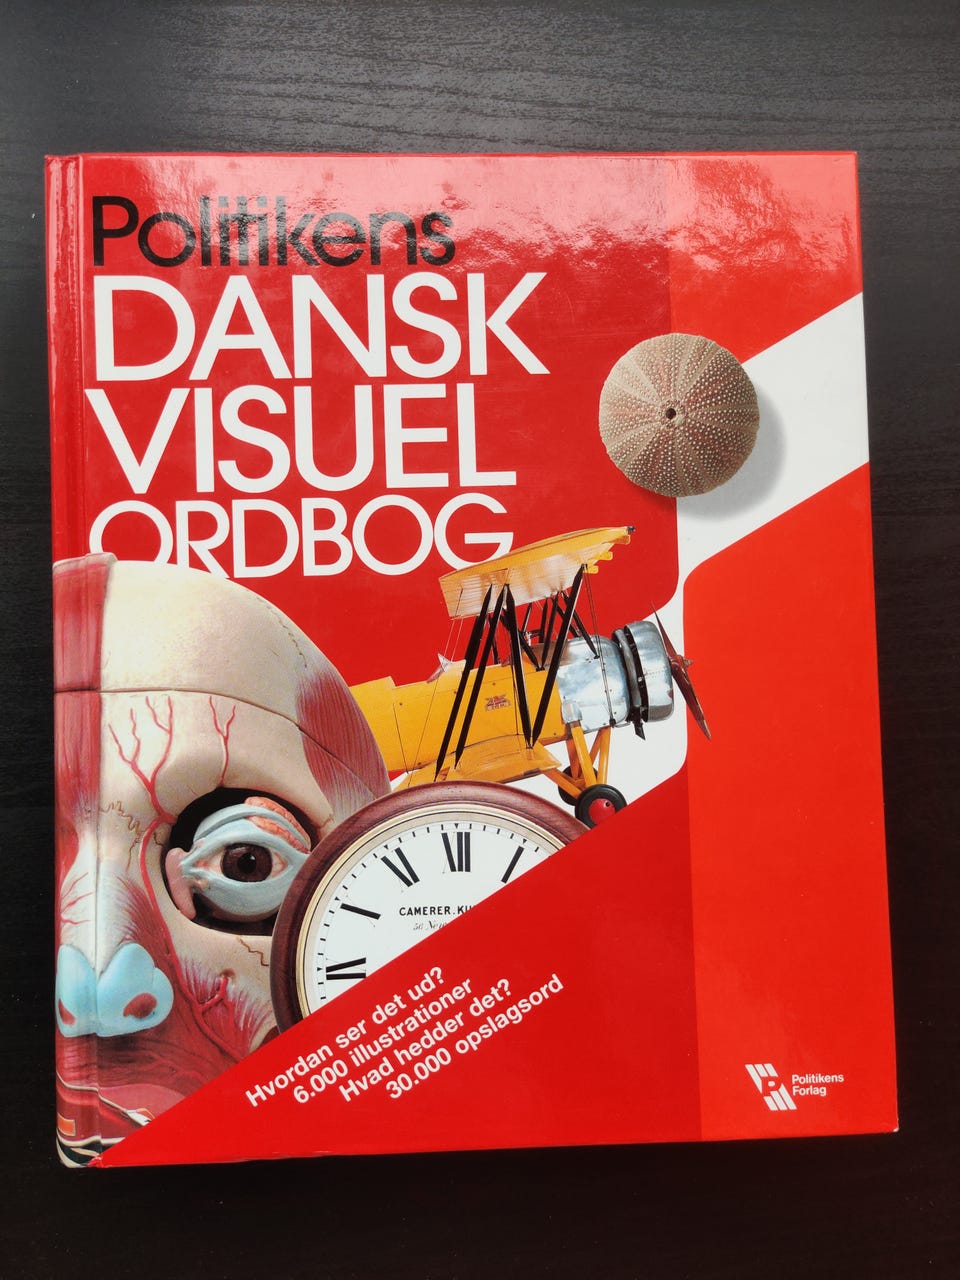 Politikens
DANSK
VISUEL
ORDBOG
XII
I
CAMERER.KU
Hvordan ser det ud?
6.000 illustrationer
Hvad hedder det?
30.000 opslagsord
Politikens
Forlag